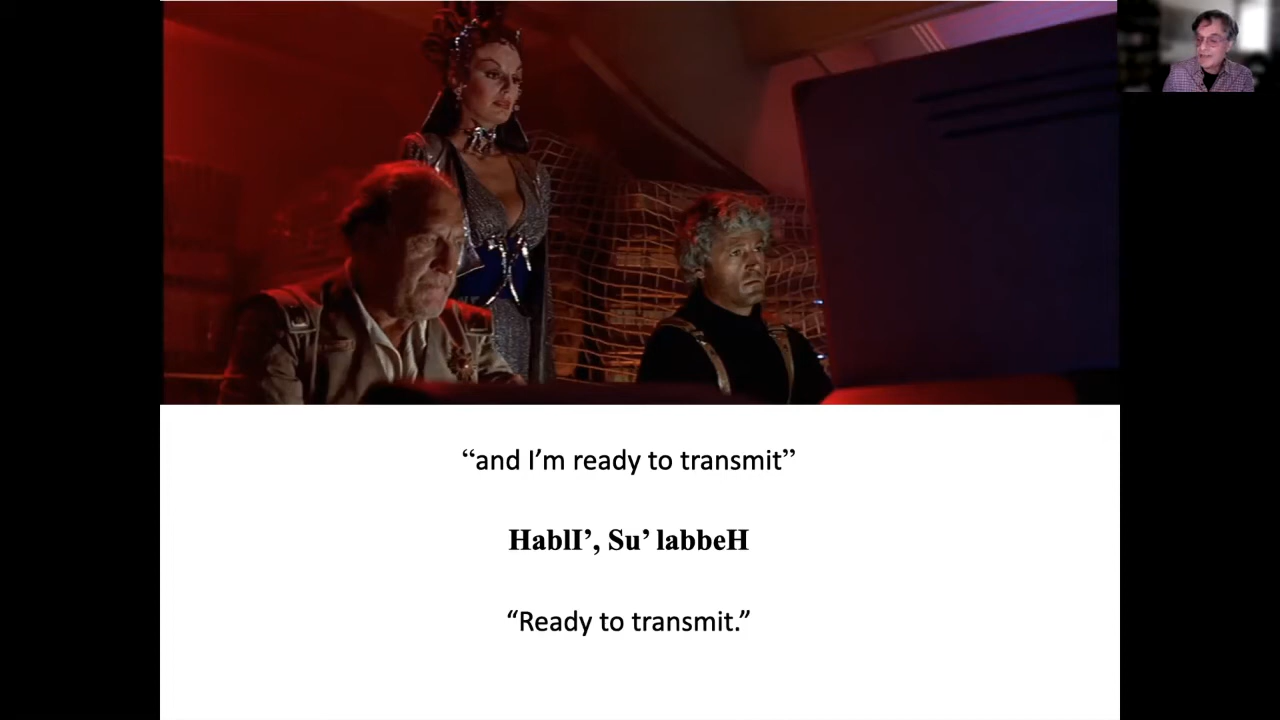 “and I’m ready to transmit”
HablI’, Su’ labbeH
“Ready to transmit.”